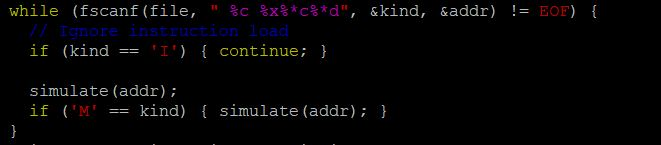 while (fscanf(file, " %c %x%*c%*d", &kind, &addr) != EOF) {
// Ignore instruction load
if (kind == 'I') { continue; }
simulate(addr);
if ('M' == kind) { simulate(addr); }
}